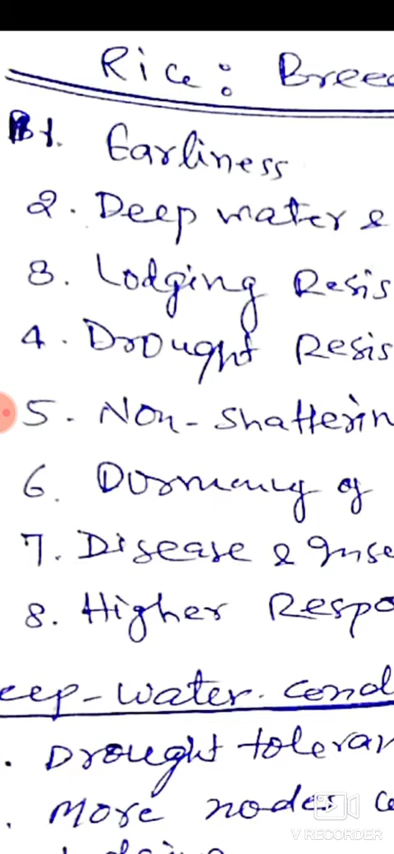 Rice: Breed
1. Earliness
2. Deep water &
3. Lodging Resis
4. Drought Resis
5. Non-Shatterin
6. Dormancy of
7. Disease & Inse
8. Higher Respo
eep-water. cond
. Drought toleran
. More nodes
V RECORDER